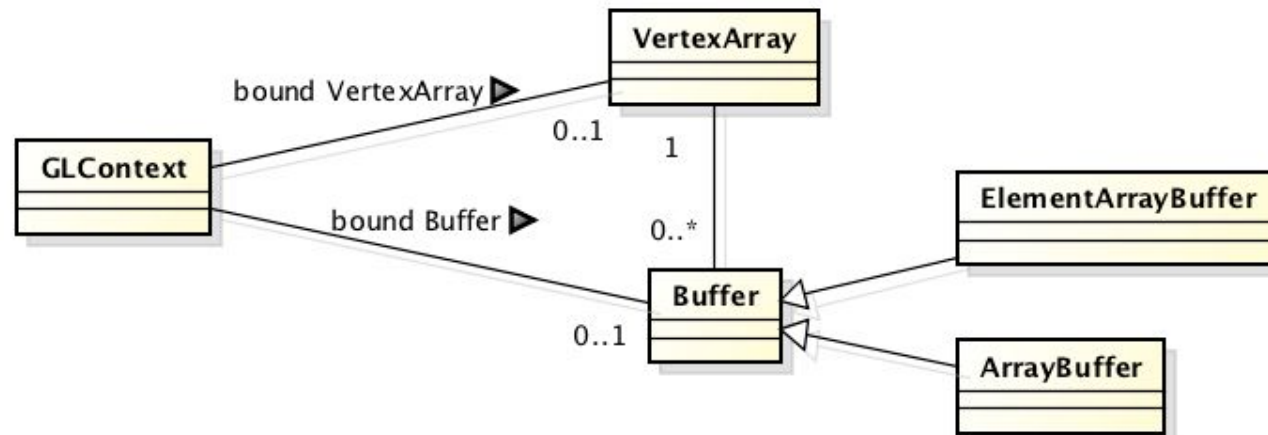 VertexArray
bound VertexArray
0..1
1
GLContext
bound Buffer
0..*
ElementArrayBuffer
Buffer
0..1
ArrayBuffer